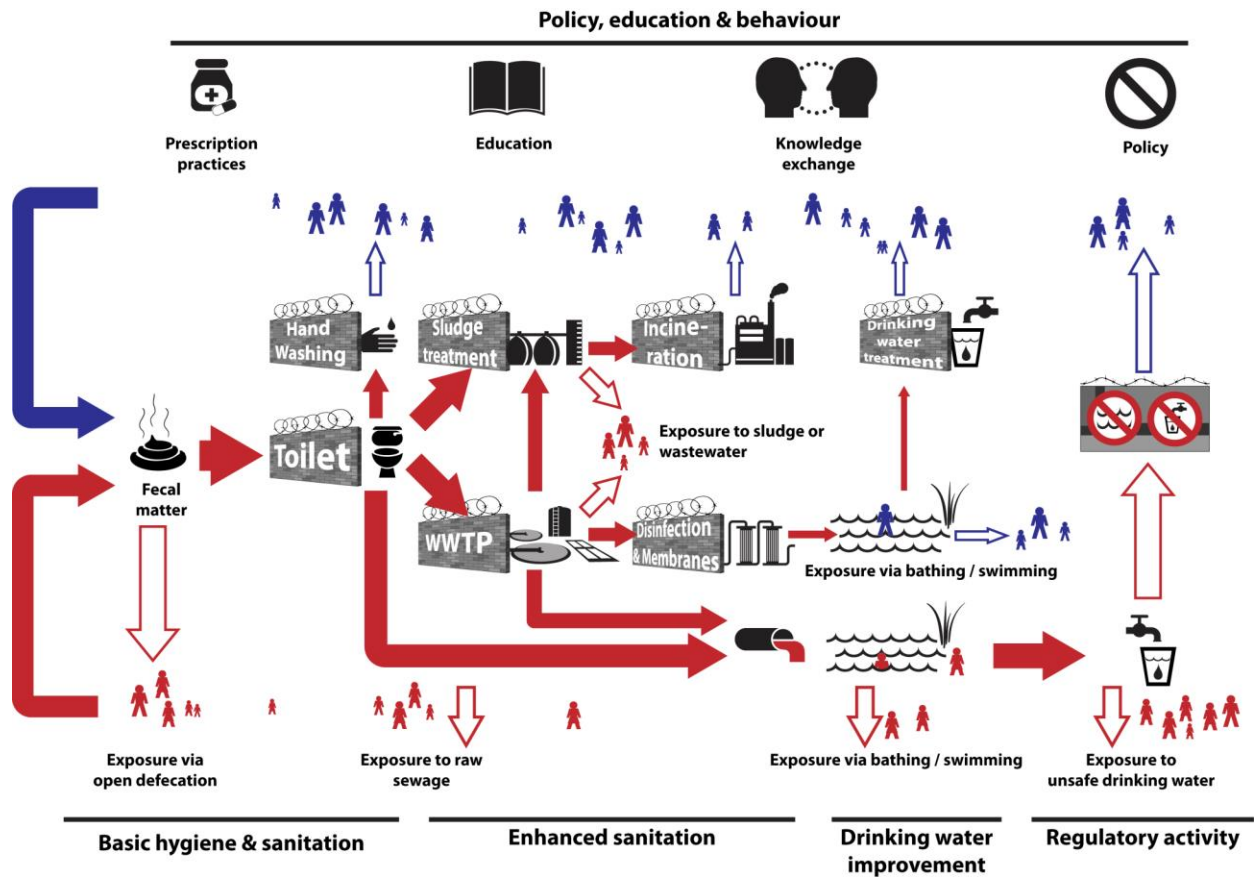 Policy, education & behaviour
Prescription
practices
Education
Knowledge
exchange
Policy
Hand
Washing
Sludge
treatment
Incine-
ration
Drinking
water
treatment
Fecal
matter
Toilet
Exposure to sludge or
wastewater
WWTP
Disinfection
& Membranes
Exposure via bathing / swimming
Exposure via
open defecation
Exposure to raw
sewage
Exposure via bathing / swimming
Exposure to
unsafe drinking water
Basic hygiene & sanitation
Enhanced sanitation
Drinking water
improvement
Regulatory activity